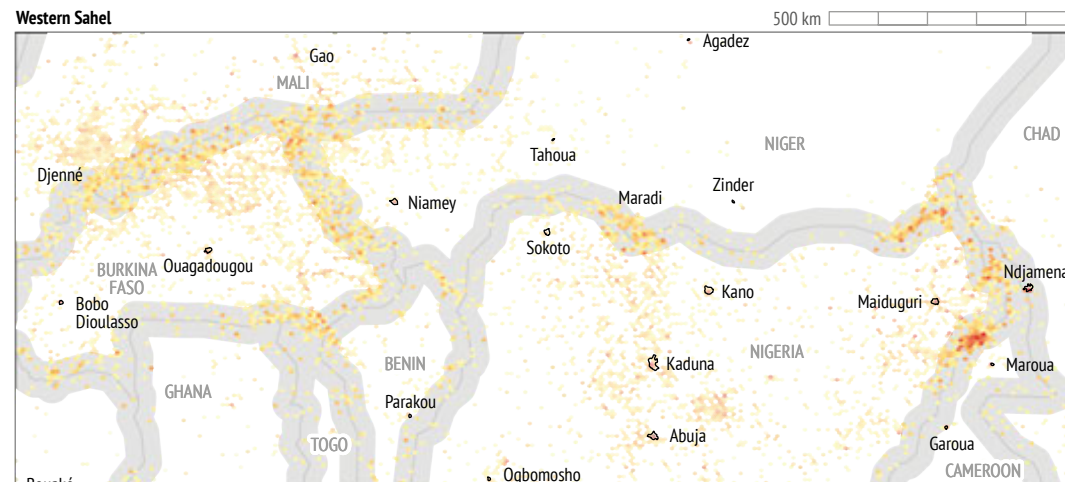 Western Sahel
500 km
Agadez
Gao
MALI
CHAD
NIGER
Tahoua
Djenné
Zinder
Maradi
Niamey
Sokoto
Ouagadougou
BURKINA
FASO
Ndjamena
Kano
Maiduguri
Bobo
Dioulasso
NIGERIA
BENIN
Kaduna
Maroua
GHANA
Parakou
Abuja
TOGO
Garoua
CAMEROON
Ogbomosho